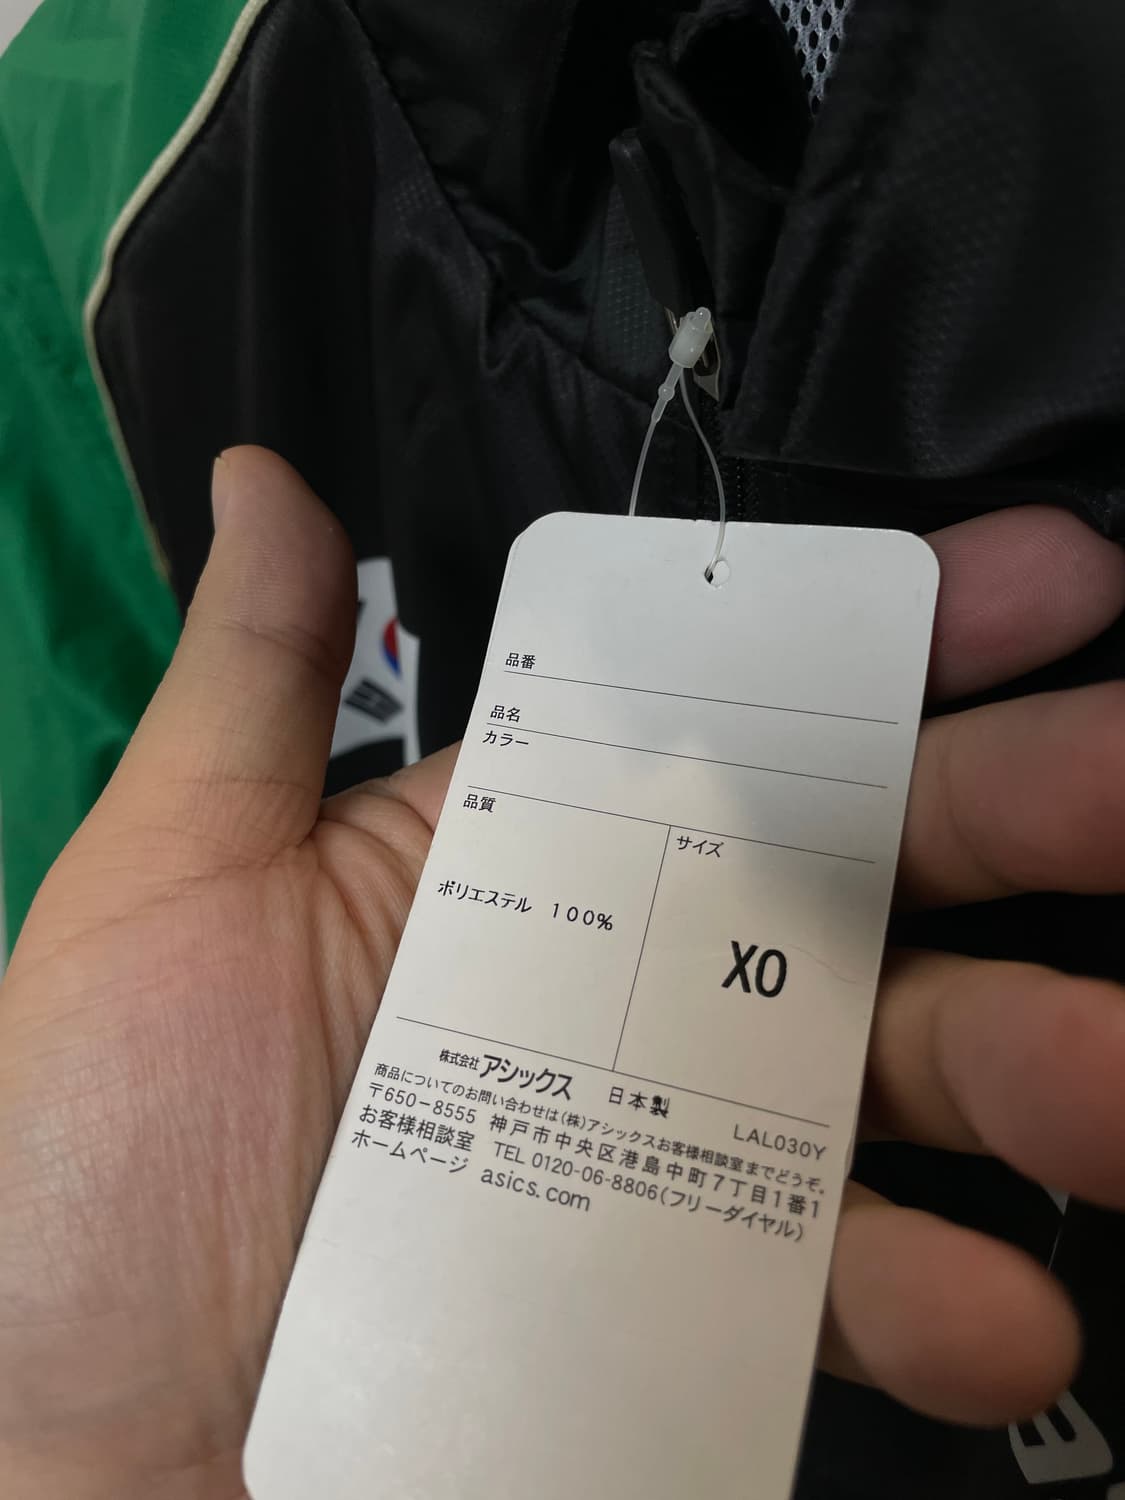 品番
品名
カラー
品質
サイズ
ポリエステル 100%
XO
株式会社アシックス 日本製 LAL030Y
商品についてのお問い合わせは(株)アシックスお客様相談室までどうぞ。
〒650-8555 神戸市中央区港島中町7丁目1番1
お客様相談室 TEL 0120-06-8806(フリーダイヤル)
ホームページ asics.com